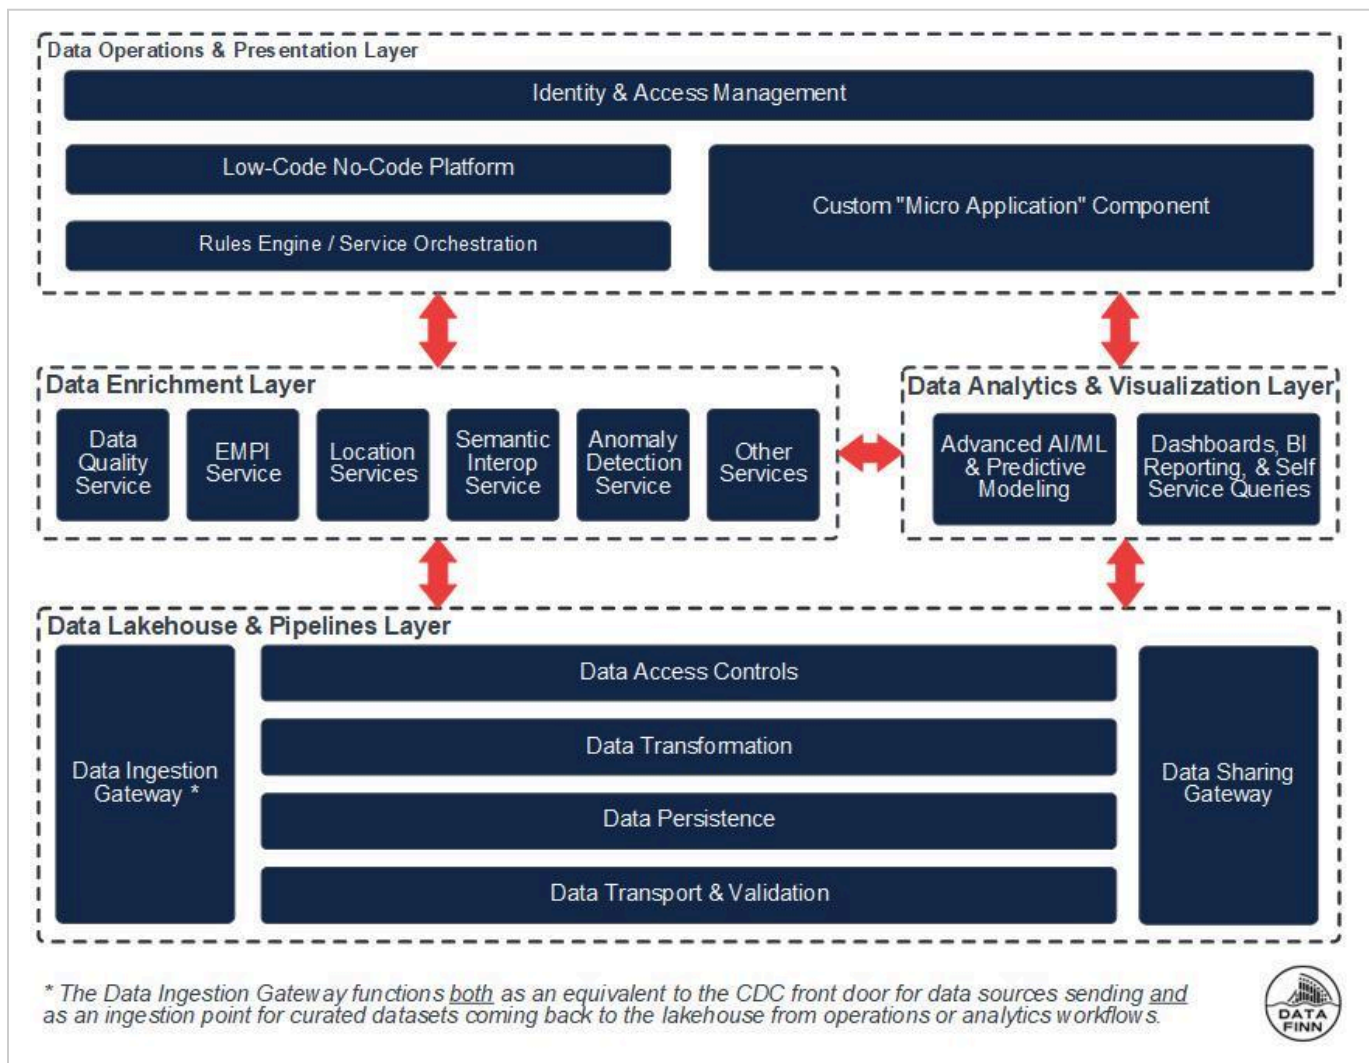 Data Operations & Presentation Layer
Identity & Access Management
Low-Code No-Code Platform
Custom "Micro Application" Component
Rules Engine / Service Orchestration
Data Enrichment Layer
Data
Quality
Service
EMPI
Service
Location
Services
Semantic
Interop
Service
Anomaly
Detection
Service
Other
Services
Data Analytics & Visualization Layer
Advanced AI/ML
& Predictive
Modeling
Dashboards, BI
Reporting, & Self
Service Queries
Data Lakehouse & Pipelines Layer
Data Ingestion
Gateway *
Data Access Controls
Data Transformation
Data Persistence
Data Transport & Validation
Data Sharing
Gateway
* The Data Ingestion Gateway functions both as an equivalent to the CDC front door for data sources sending and
as an ingestion point for curated datasets coming back to the lakehouse from operations or analytics workflows.
DATA
FINN